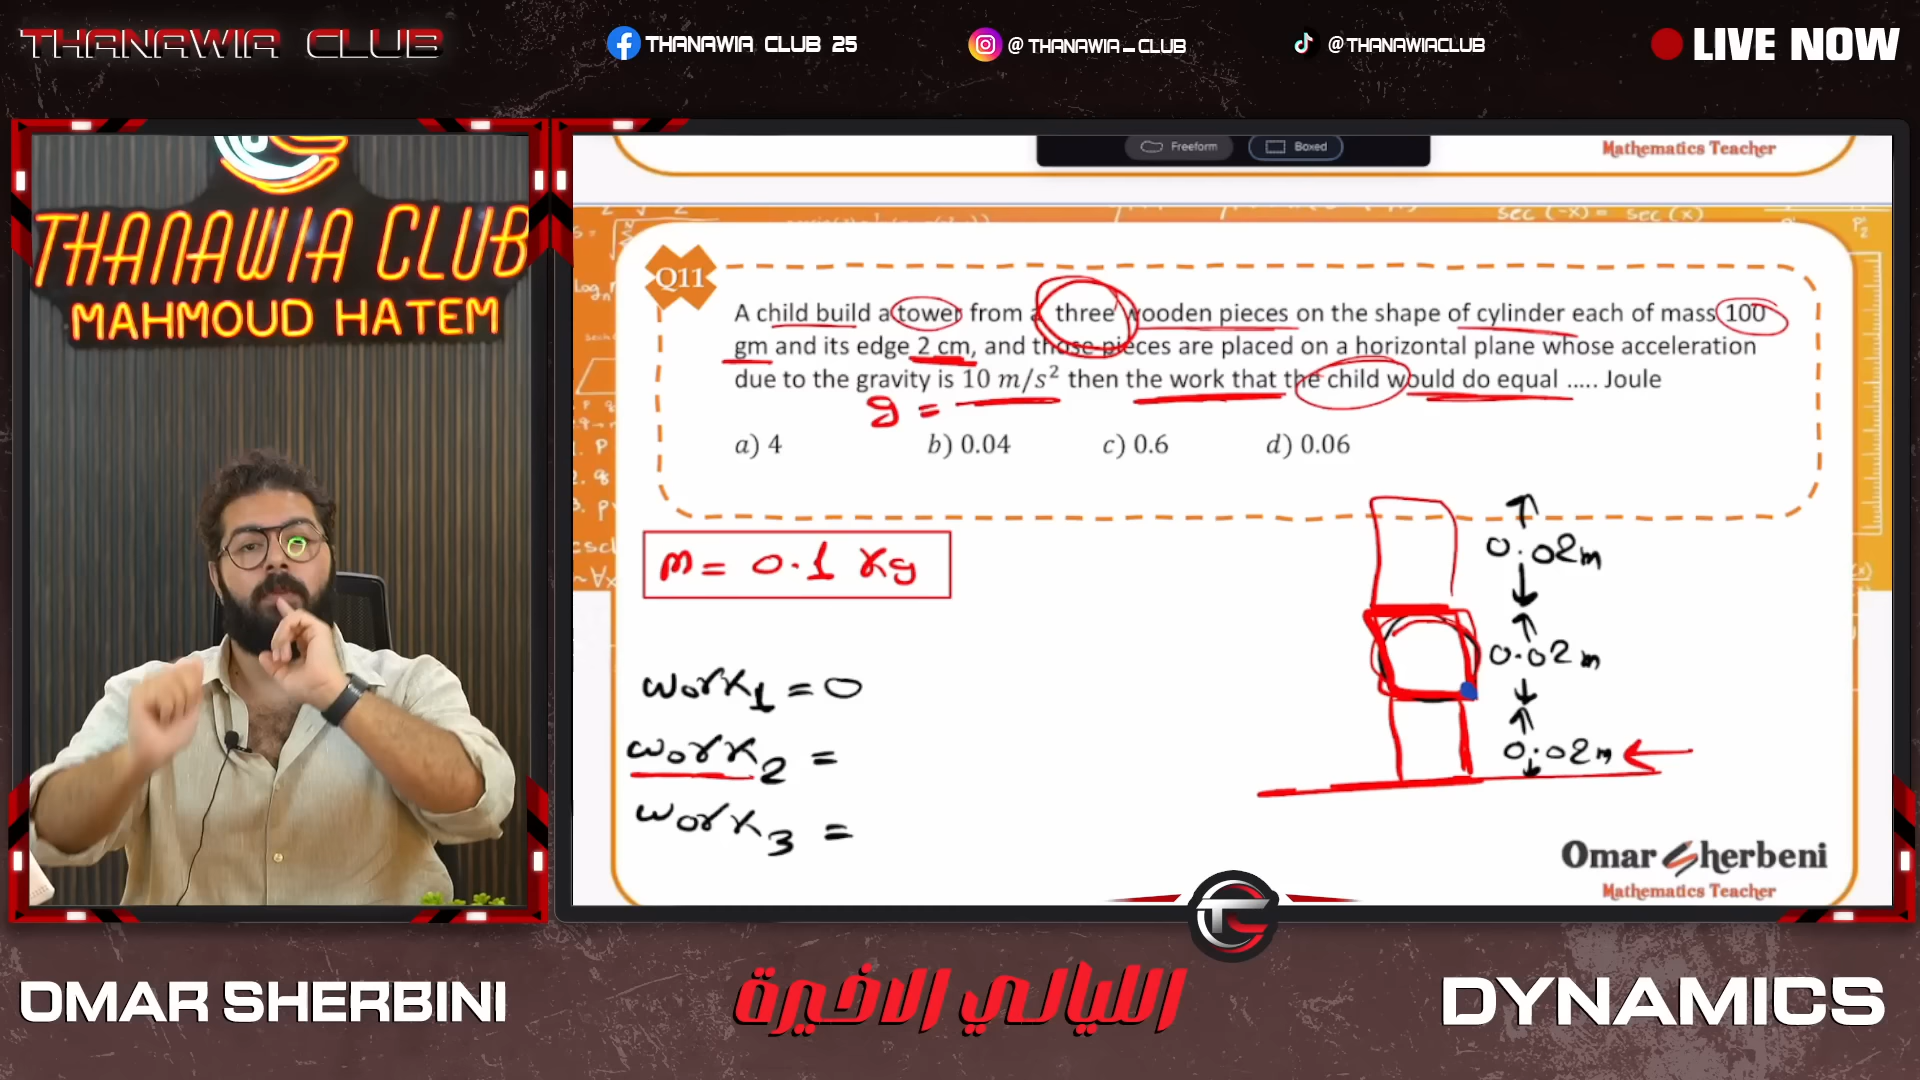 THANAWIA CLUB
THANAWIA CLUB 25
@THANAWIA_CLUB
@THANAWIACLUB
LIVE NOW
THANAWIA CLUB
MAHMOUD HATEM
Freeform
Boxed
Mathematics Teacher
sec (-x) = sec (x)
Q11
A child build a tower from a three wooden pieces on the shape of cylinder each of mass 100
gm and its edge 2 cm, and those pieces are placed on a horizontal plane whose acceleration
due to the gravity is 10 m/s² then the work that the child would do equal ..... Joule
g =
a) 4
b) 0.04
c) 0.6
d) 0.06
m = 0.1 Kg
0.02m
0.02m
0.02m
work1 = 0
work2 =
work3 =
Omar Sherbeni
Mathematics Teacher
TC
OMAR SHERBINI
الليالي الاخيرة
DYNAMICS